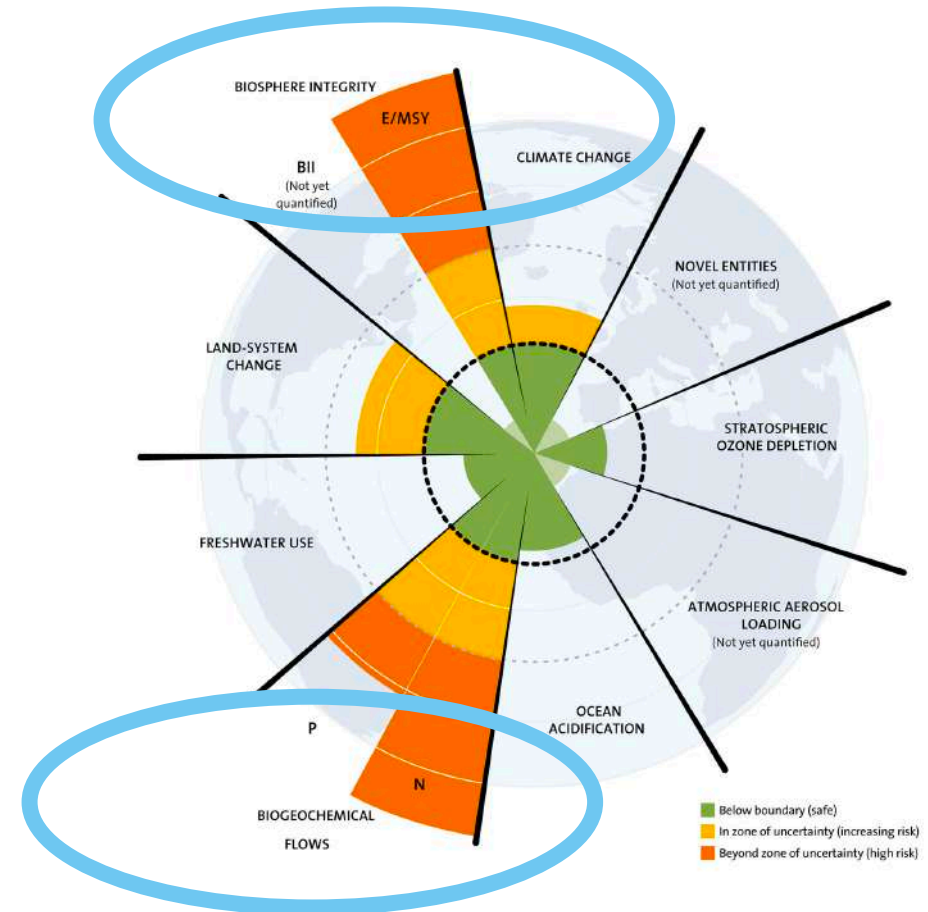 BIOSPHERE INTEGRITY
E/MSY
BII
(Not yet
quantified)
CLIMATE CHANGE
NOVEL ENTITIES
(Not yet quantified)
LAND-SYSTEM
CHANGE
STRATOSPHERIC
OZONE DEPLETION
FRESHWATER USE
ATMOSPHERIC AEROSOL
LOADING
(Not yet quantified)
OCEAN
ACIDIFICATION
P
N
BIOGEOCHEMICAL
FLOWS
Below boundary (safe)
In zone of uncertainty (increasing risk)
Beyond zone of uncertainty (high risk)